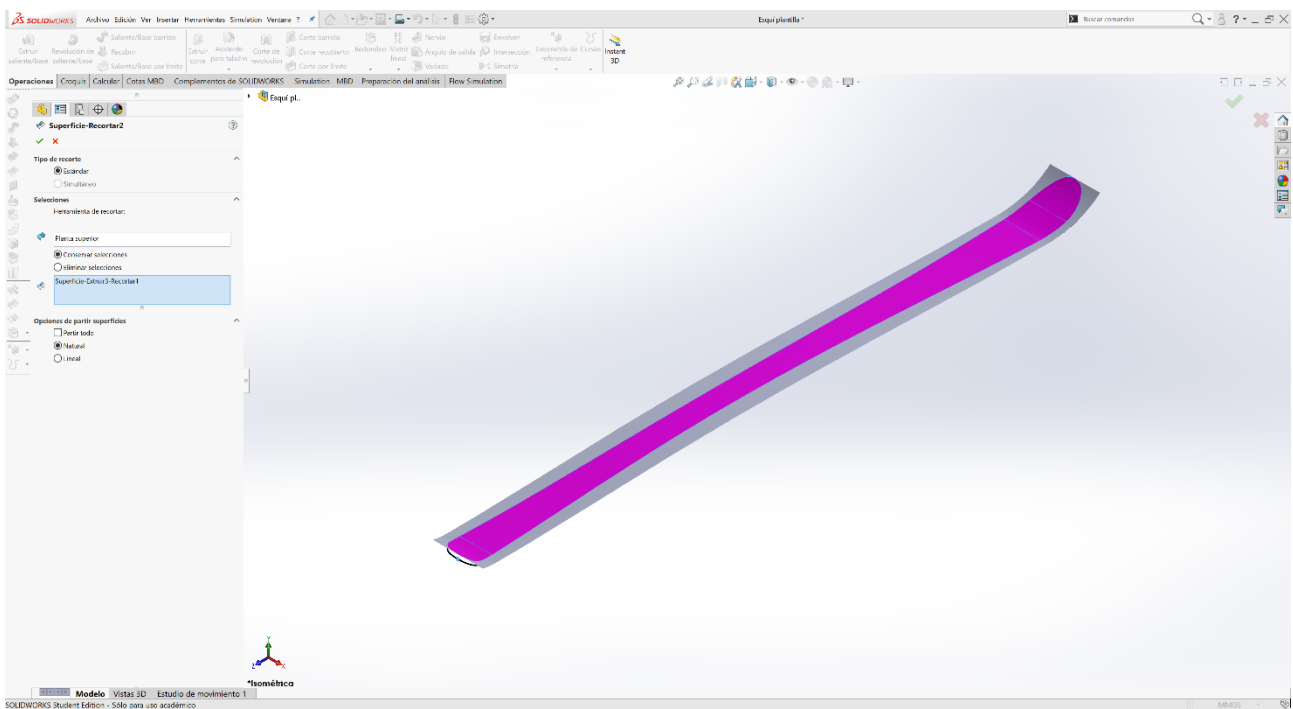 SOLIDWORKS Archivo Edición Ver Insertar Herramientas Simulation Ventana ? Esquí plantilla * Buscar comandos
Extruir saliente/base
Revolución de saliente/base
Saliente/Base barrido
Recubrir
Saliente/Base por límite
Extruir corte
Asistente para taladro
Corte de revolución
Corte barrido
Corte recubierto
Corte por límite
Redondeo
Matriz lineal
Nervio
Ángulo de salida
Vaciado
Envolver
Intersección
Simetría
Geometría de referencia
Curvas
Instant 3D
Operaciones Croquis Calcular Cotas MBD Complementos de SOLIDWORKS Simulation MBD Preparación del análisis Flow Simulation
Esquí pl..
Superficie-Recortar2
Tipo de recorte
Estándar
Simultáneo
Selecciones
Herramienta de recortar:
Planta superior
Conservar selecciones
Eliminar selecciones
Superficie-Extruir3-Recortar1
Opciones de partir superficies
Partir todo
Natural
Lineal
Y
Z X
*Isométrica
Modelo Vistas 3D Estudio de movimiento 1
SOLIDWORKS Student Edition - Sólo para uso académico MMGS